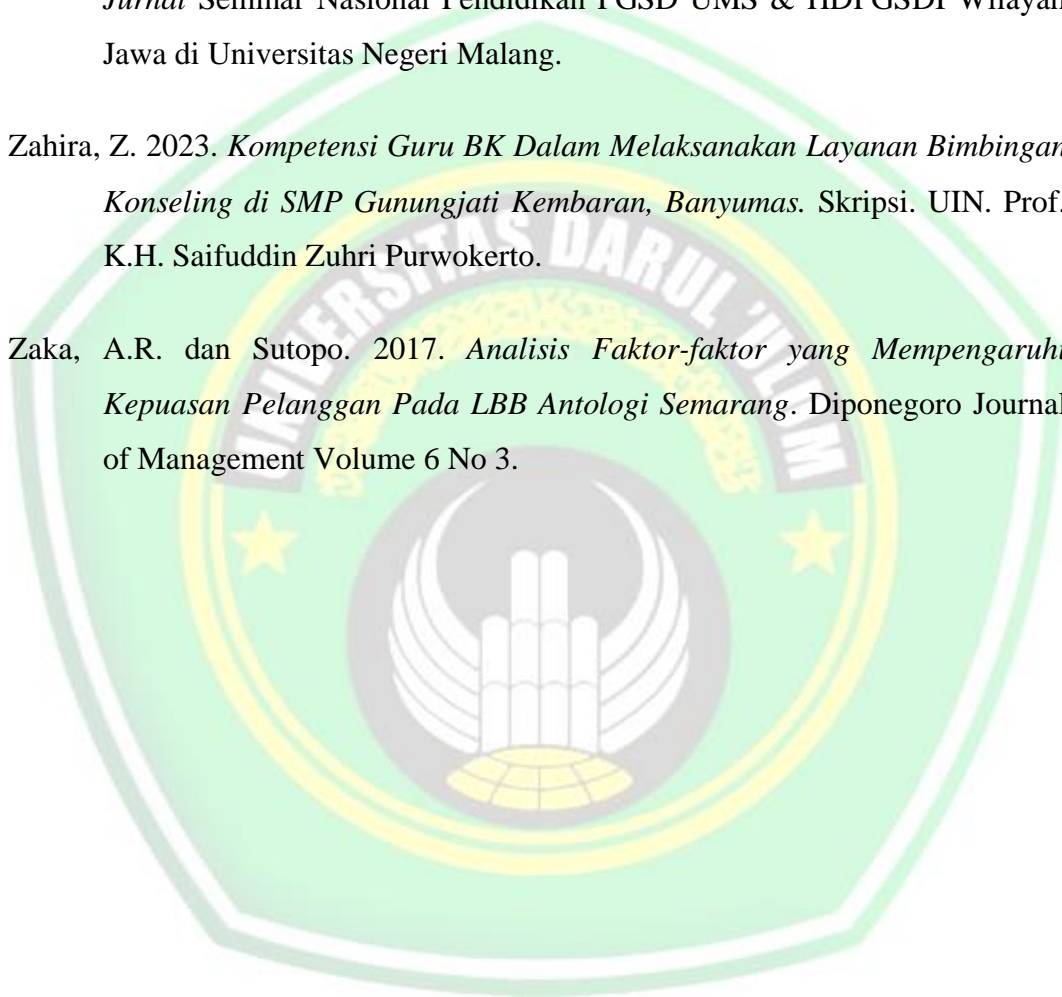 Jurnal Seminar Nasional Pendidikan PGSD UMS & HDPGSDI Wilayah
Jawa di Universitas Negeri Malang.
Zahira, Z. 2023. Kompetensi Guru BK Dalam Melaksanakan Layanan Bimbingan
Konseling di SMP Gunungjati Kembaran, Banyumas. Skripsi. UIN. Prof.
K.H. Saifuddin Zuhri Purwokerto.
Zaka, A.R. dan Sutopo. 2017. Analisis Faktor-faktor yang Mempengaruhi
Kepuasan Pelanggan Pada LBB Antologi Semarang. Diponegoro Journal
of Management Volume 6 No 3.
UNIVERSITAS DARUL 'ULUM